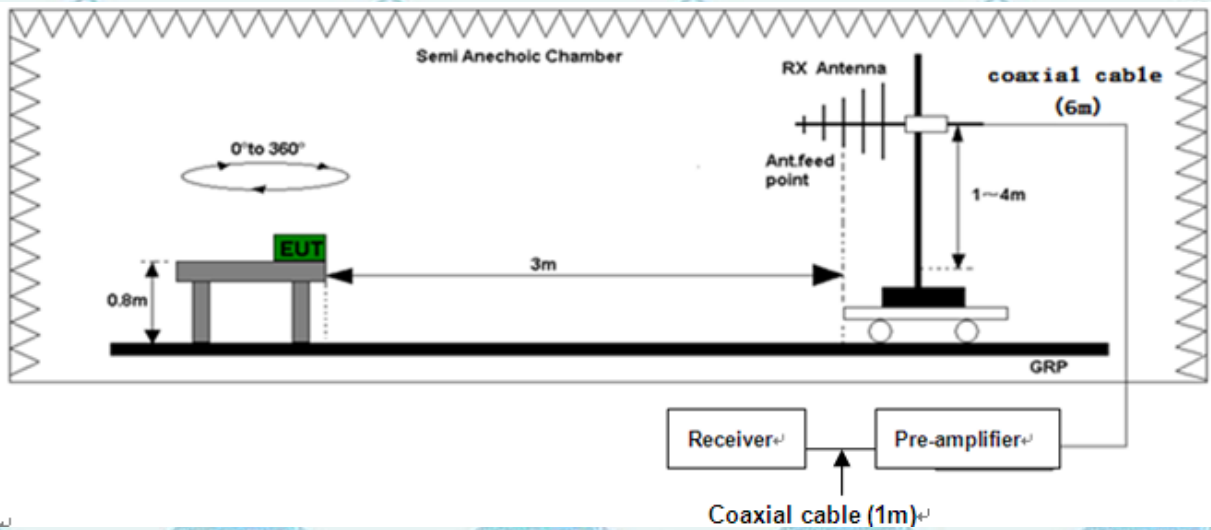 Semi Anechoic Chamber
RX Antenna
coaxial cable
(6m)
0°to 360°
Ant.feed
point
1~4m
EUT
3m
0.8m
GRP
Receiver↵
Pre-amplifier↵
Coaxial cable (1m)↵
↵